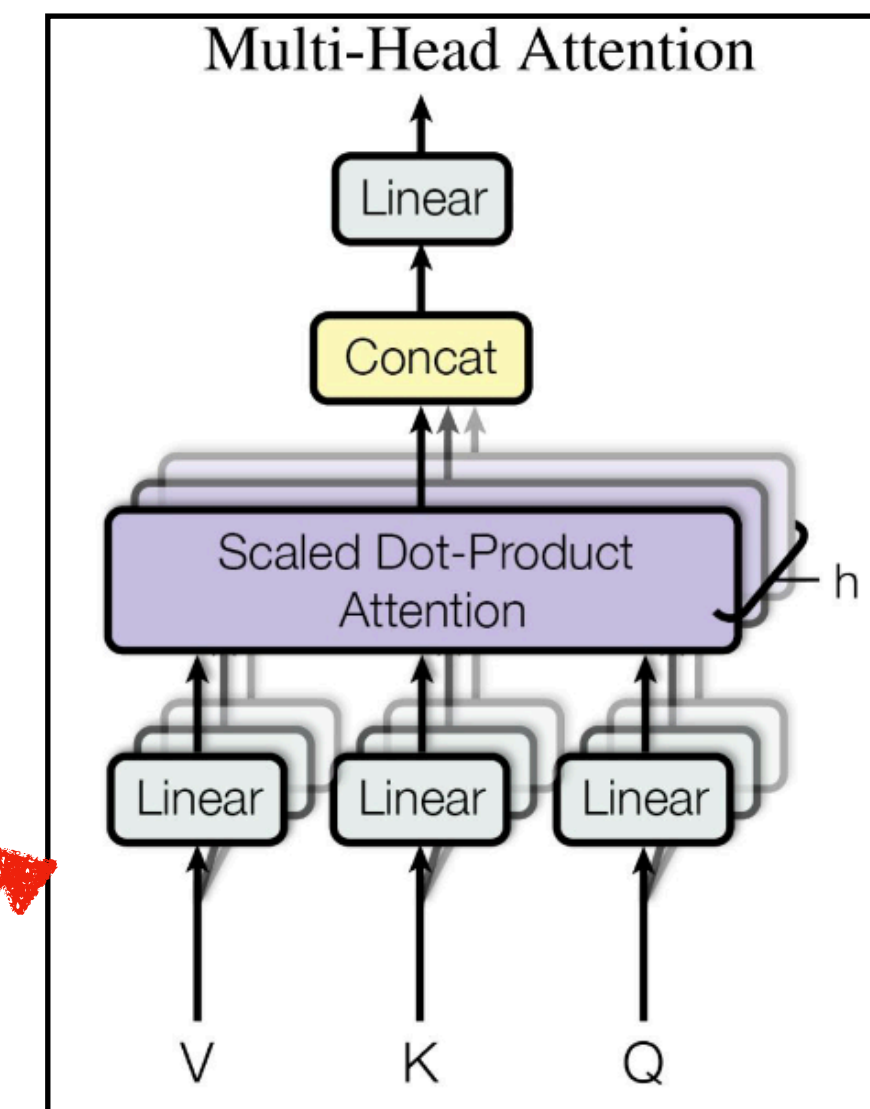 Multi-Head Attention
Linear
Concat
Scaled Dot-Product
Attention
h
Linear
Linear
Linear
V
K
Q